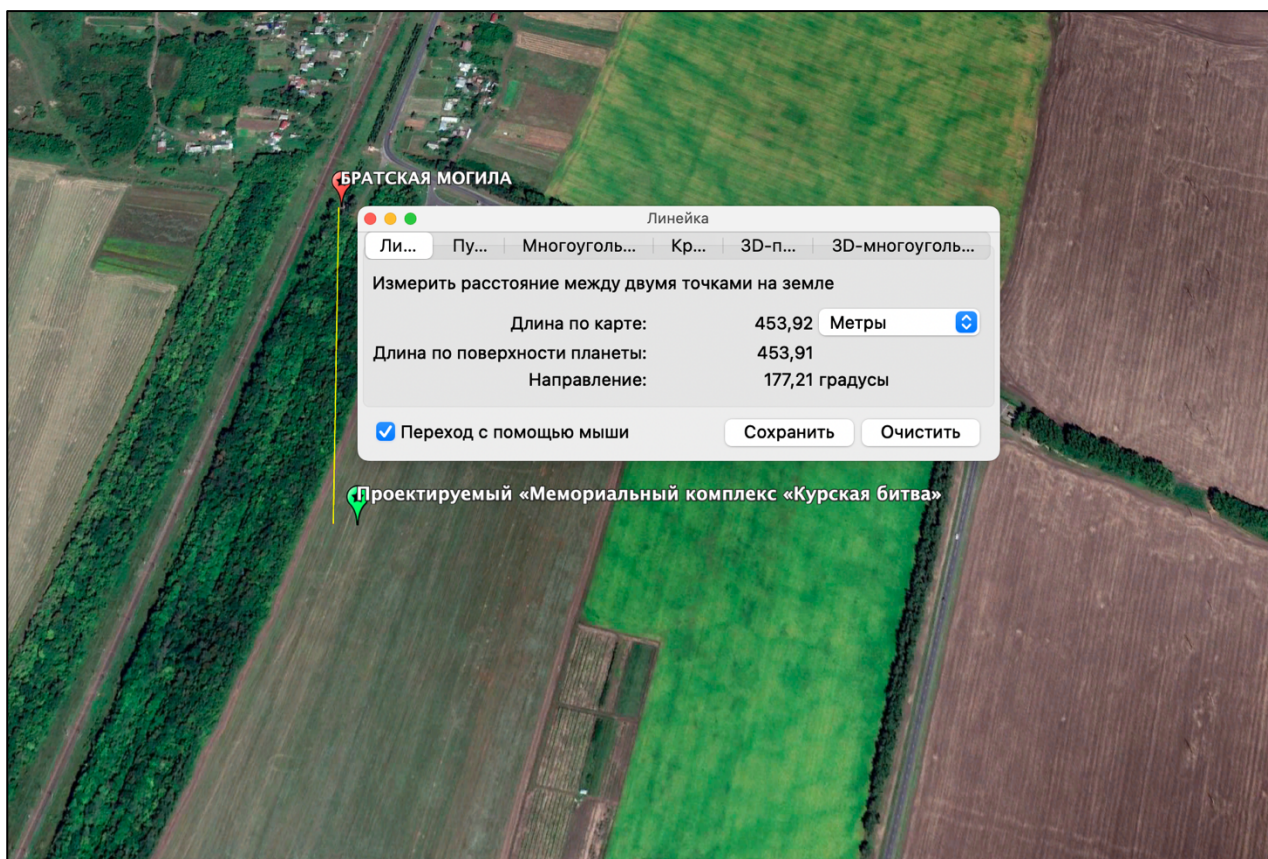 БРАТСКАЯ МОГИЛА
Линейка
Ли... Пу... Многоуголь... Кр... 3D-п... 3D-многоуголь...
Измерить расстояние между двумя точками на земле
Длина по карте: 453,92 Метры
Длина по поверхности планеты: 453,91
Направление: 177,21 градусы
Переход с помощью мыши Сохранить Очистить
Проектируемый «Мемориальный комплекс «Курская битва»